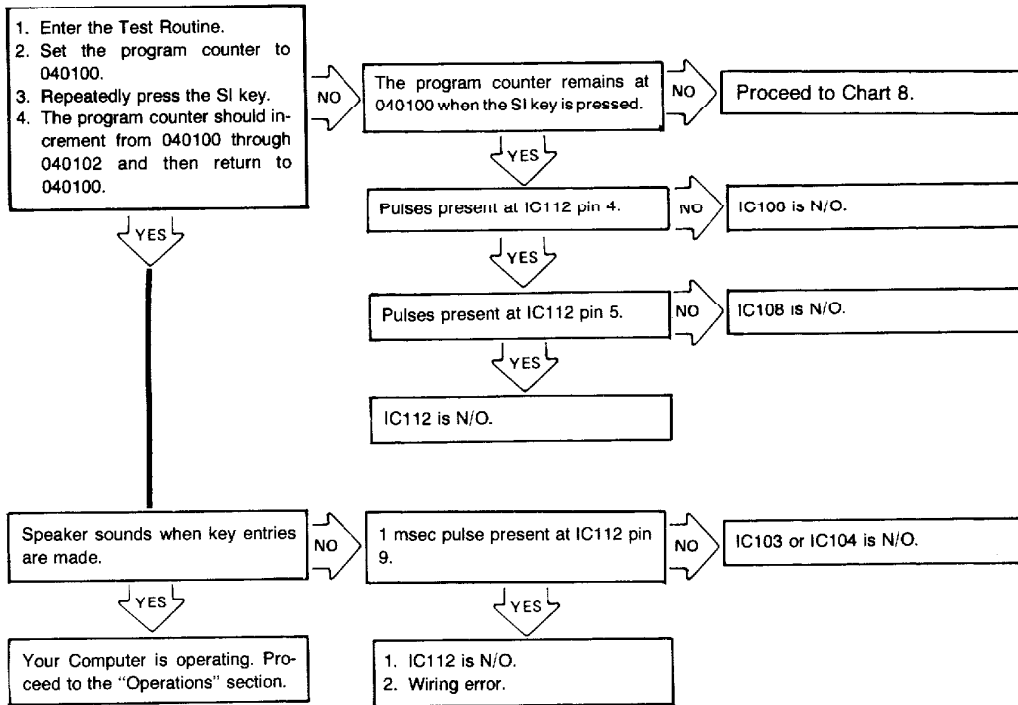 1. Enter the Test Routine.
2. Set the program counter to
040100.
3. Repeatedly press the SI key.
4. The program counter should in-
crement from 040100 through
040102 and then return to
040100.
NO
The program counter remains at
040100 when the SI key is pressed.
NO
Proceed to Chart 8.
YES
YES
Pulses present at IC112 pin 4.
NO
IC100 is N/O.
YES
Pulses present at IC112 pin 5.
NO
IC108 is N/O.
YES
IC112 is N/O.
Speaker sounds when key entries
are made.
NO
1 msec pulse present at IC112 pin
9.
NO
IC103 or IC104 is N/O.
YES
YES
Your Computer is operating. Pro-
ceed to the "Operations" section.
1. IC112 is N/O.
2. Wiring error.